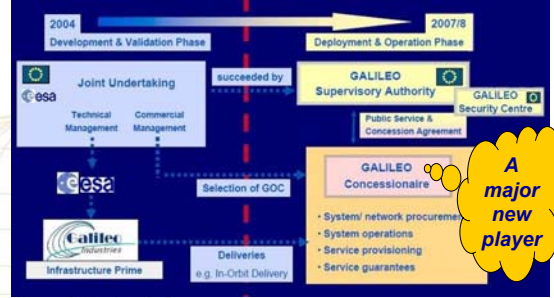 2004
2007/8
Development & Validation Phase
Deployment & Operation Phase
esa
Joint Undertaking
Technical
Management
Commercial
Management
succeeded by
GALILEO
Supervisory Authority
GALILEO
Security Centre
Public Service &
Concession Agreement
esa
Selection of GOC
GALILEO
Concessionaire
A
major
new
player
• System/ network procurement
• System operations
• Service provisioning
• Service guarantees
Galileo
Industries
Infrastructure Prime
Deliveries
e.g. In-Orbit Delivery